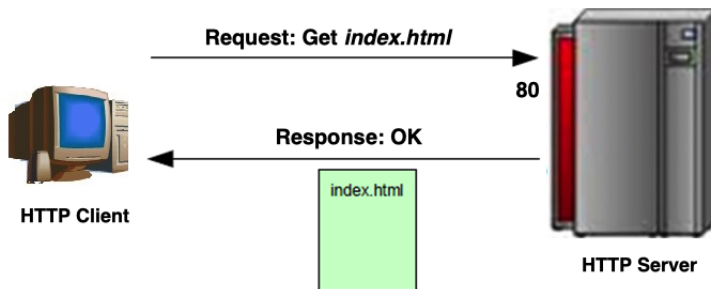 Request: Get index.html
80
Response: OK
index.html
HTTP Client
HTTP Server